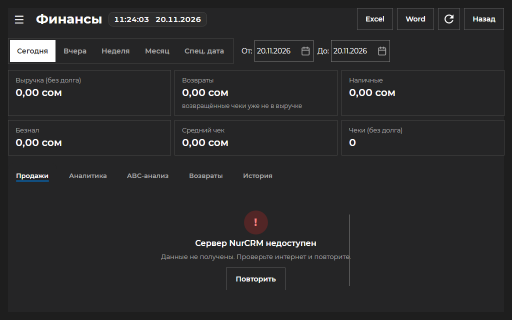 ☰ Финансы 11:24:03 20.11.2026 Excel Word Назад
Сегодня Вчера Неделя Месяц Спец. дата От: 20.11.2026 До: 20.11.2026
Выручка (без долга)
0,00 сом
Возвраты
0,00 сом
возвращённые чеки уже не в выручке
Наличные
0,00 сом
Безнал
0,00 сом
Средний чек
0,00 сом
Чеки (без долга)
0
Продажи Аналитика ABC-анализ Возвраты История
!
Сервер NurCRM недоступен
Данные не получены. Проверьте интернет и повторите.
Повторить